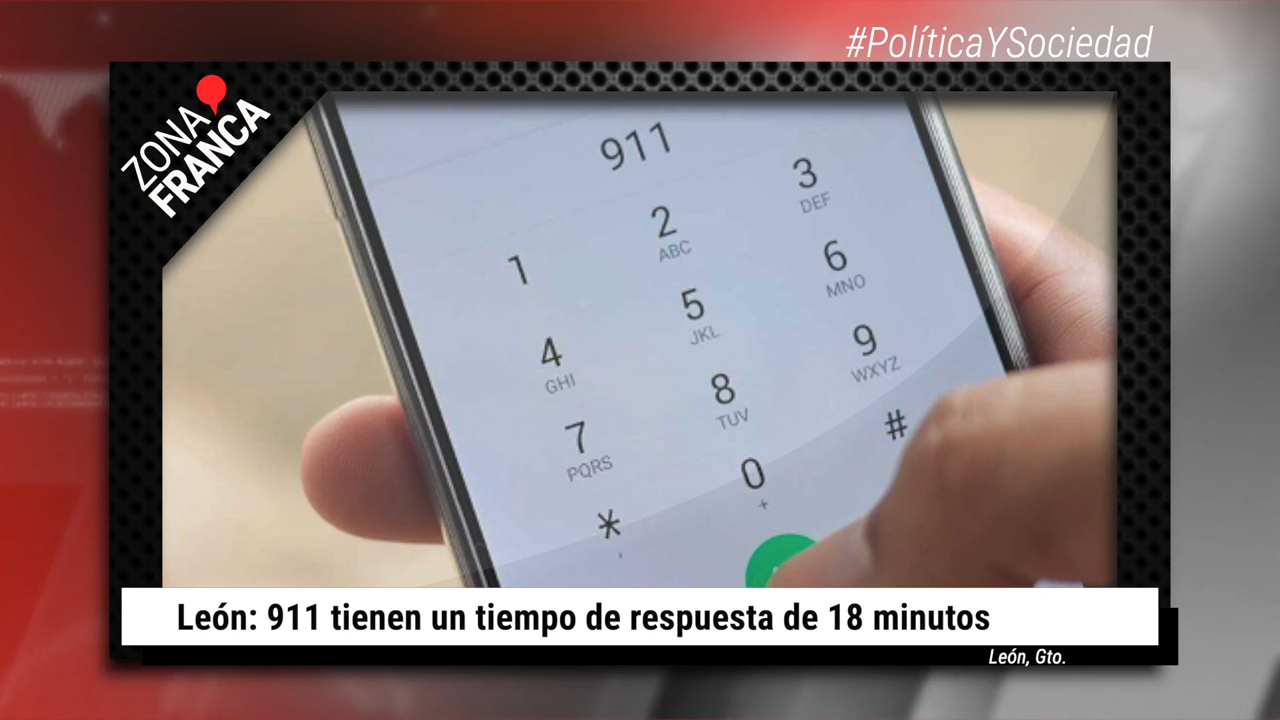 #PolíticaYSociedad
ZONA
FRANCA
911
1
2
ABC
3
DEF
4
GHI
5
JKL
6
MNO
7
PQRS
8
TUV
9
WXYZ
*
0
+
#
León: 911 tienen un tiempo de respuesta de 18 minutos
León, Gto.